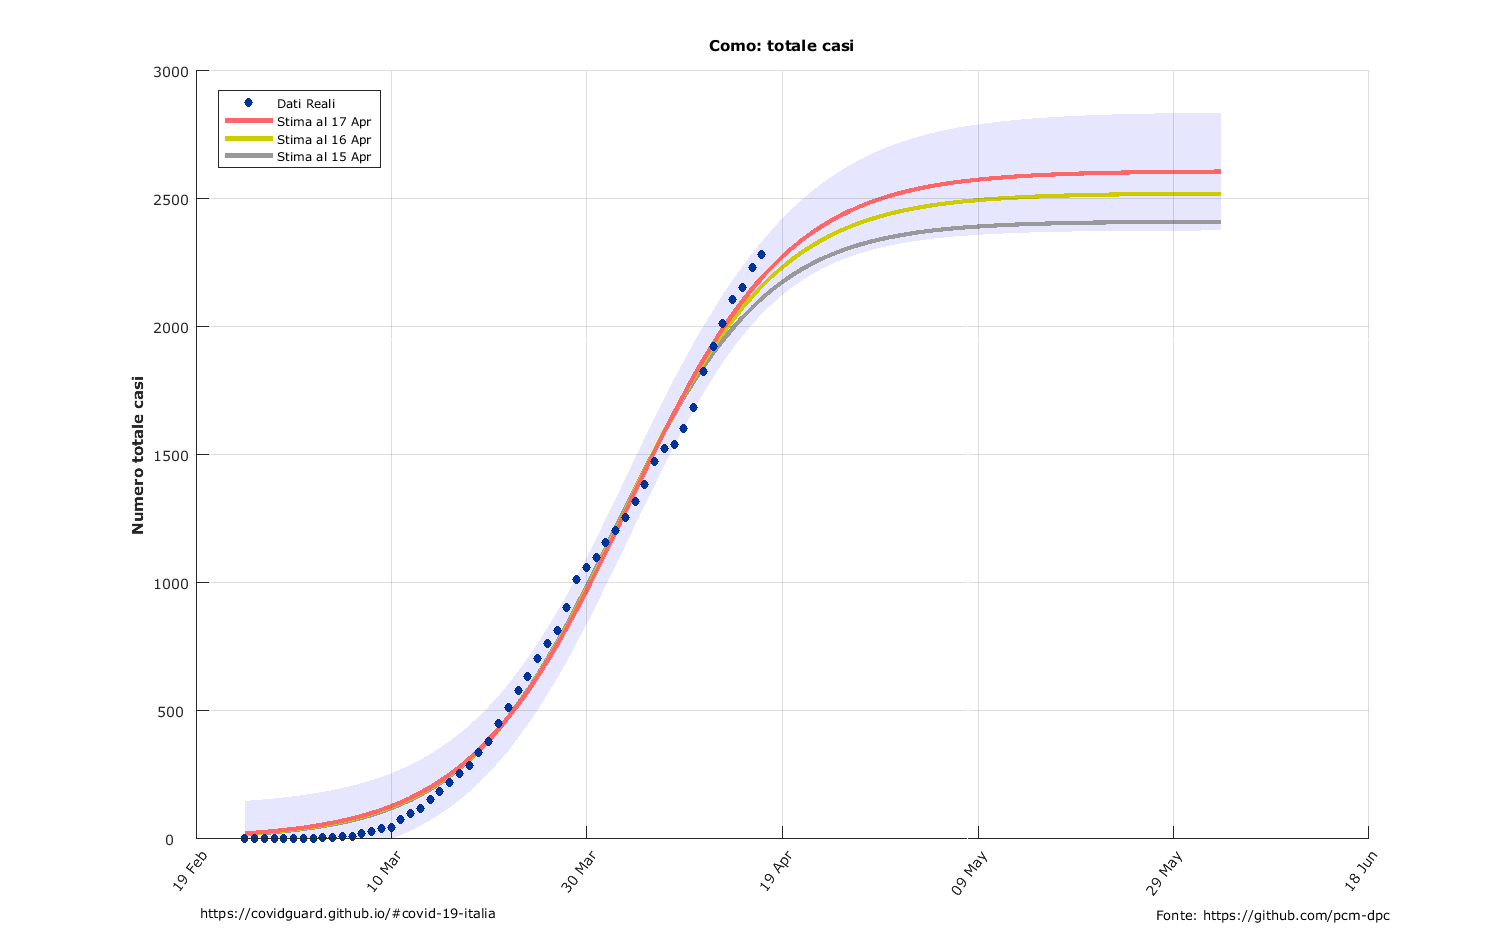 Como: totale casi
3000
2500
2000
1500
1000
500
0
Numero totale casi
Dati Reali
Stima al 17 Apr
Stima al 16 Apr
Stima al 15 Apr
19 Feb
10 Mar
30 Mar
19 Apr
09 May
29 May
18 Jun
https://covidguard.github.io/#covid-19-italia
Fonte: https://github.com/pcm-dpc